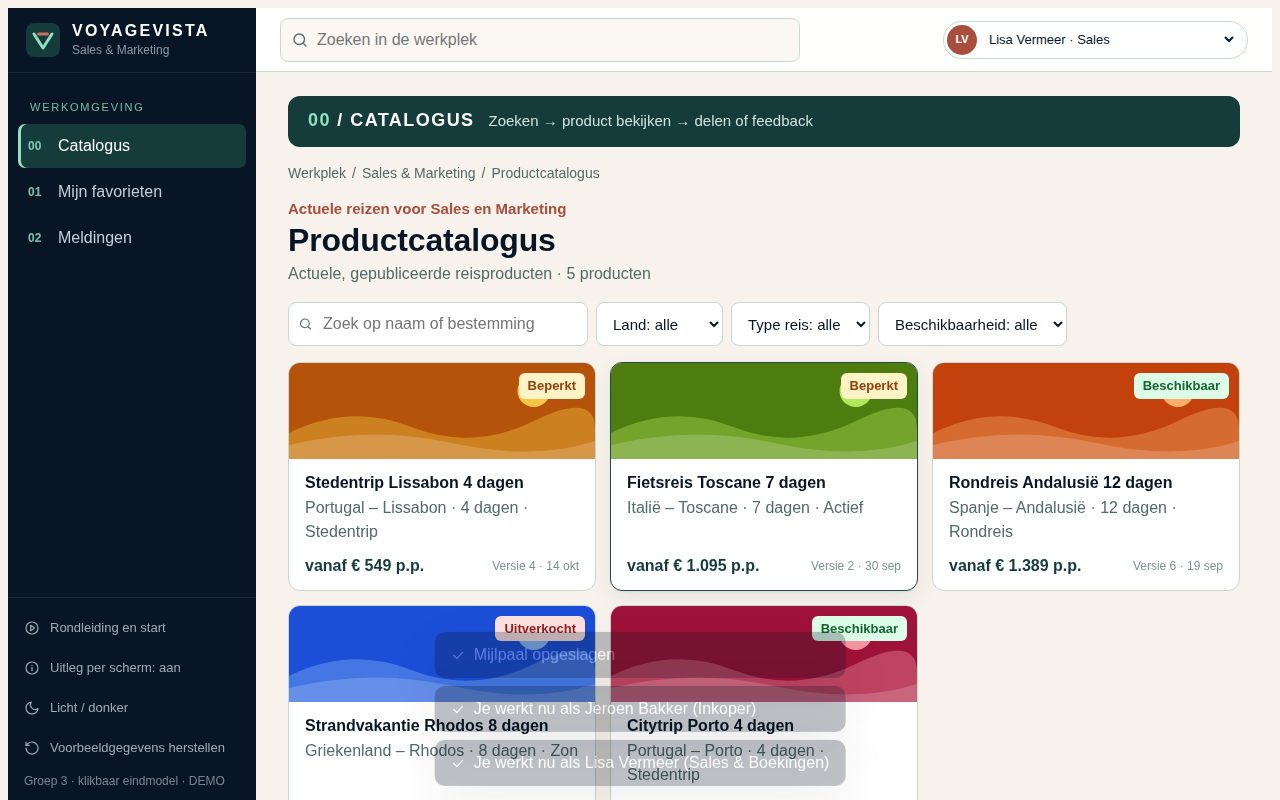 VOYAGEVISTA
Sales & Marketing
Zoeken in de werkplek
LV
Lisa Vermeer · Sales
WERKOMGEVING
00 Catalogus
01 Mijn favorieten
02 Meldingen
00 / CATALOGUS Zoeken → product bekijken → delen of feedback
Werkplek / Sales & Marketing / Productcatalogus
Actuele reizen voor Sales en Marketing
Productcatalogus
Actuele, gepubliceerde reisproducten · 5 producten
Zoek op naam of bestemming
Land: alle
Type reis: alle
Beschikbaarheid: alle
Beperkt
Stedentrip Lissabon 4 dagen
Portugal – Lissabon · 4 dagen ·
Stedentrip
vanaf € 549 p.p.
Versie 4 · 14 okt
Beperkt
Fietsreis Toscane 7 dagen
Italië – Toscane · 7 dagen · Actief
vanaf € 1.095 p.p.
Versie 2 · 30 sep
Beschikbaar
Rondreis Andalusië 12 dagen
Spanje – Andalusië · 12 dagen ·
Rondreis
vanaf € 1.389 p.p.
Versie 6 · 19 sep
Uitverkocht
Strandvakantie Rhodos 8 dagen
Griekenland – Rhodos · 8 dagen · Zon
Beschikbaar
Citytrip Porto 4 dagen
Portugal – Porto · 4 dagen ·
Stedentrip
Mijlpaal opgeslagen
Je werkt nu als Jeroen Bakker (Inkoper)
Je werkt nu als Lisa Vermeer (Sales & Boekingen)
Rondleiding en start
Uitleg per scherm: aan
Licht / donker
Voorbeeldgegevens herstellen
Groep 3 · klikbaar eindmodel · DEMO